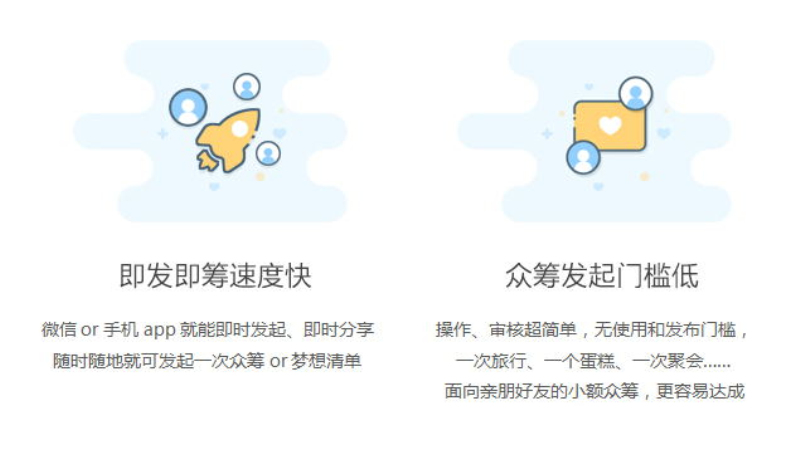 即发即筹速度快
微信 or 手机 app 就能即时发起、即时分享
随时随地就可发起一次众筹 or 梦想清单
众筹发起门槛低
操作、审核超简单，无使用和发布门槛，
一次旅行、一个蛋糕、一次聚会......
面向亲朋好友的小额众筹，更容易达成